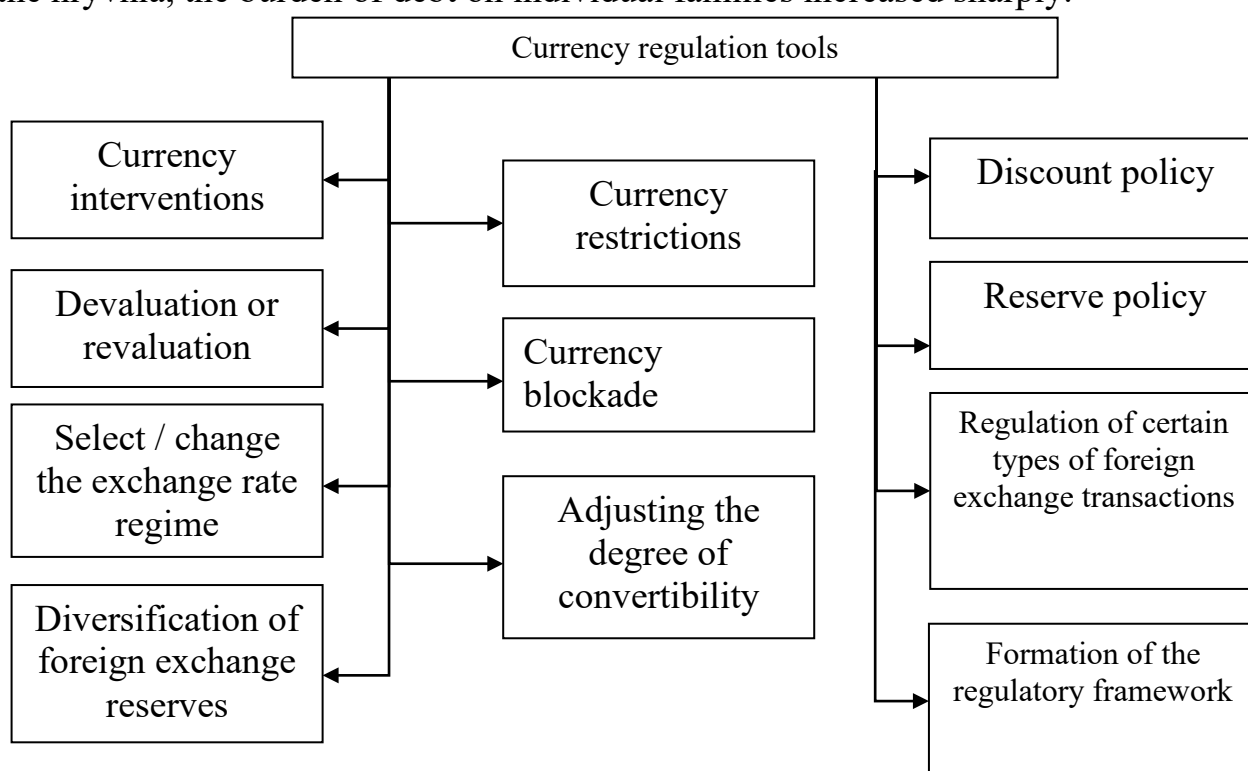 the hryvnia, the burden of debt on individual families increased sharply.
Currency regulation tools
Currency
interventions
Devaluation or
revaluation
Select / change
the exchange rate
regime
Diversification of
foreign exchange
reserves
Currency
restrictions
Currency
blockade
Adjusting the
degree of
convertibility
Discount policy
Reserve policy
Regulation of certain
types of foreign
exchange transactions
Formation of the
regulatory framework